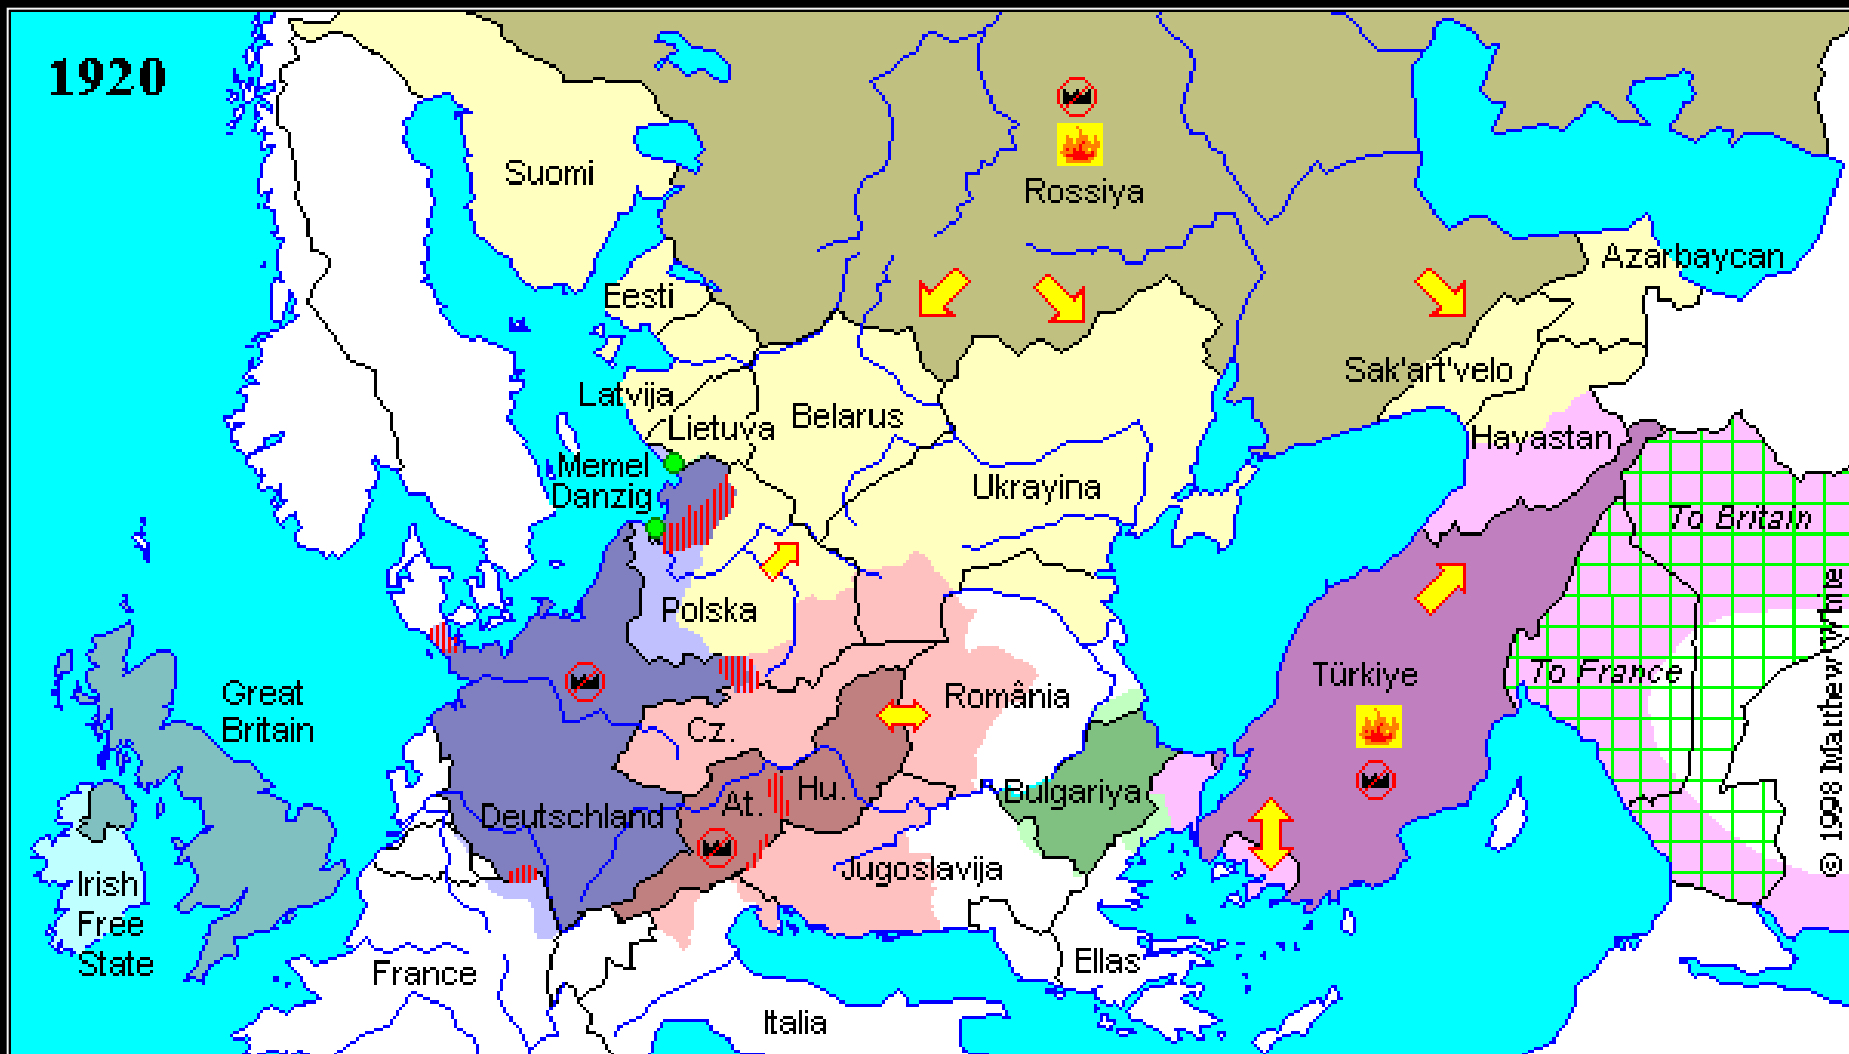 1920
Suomi
Rossiya
Azarbaycan
Eesti
Sak'art'velo
Latvija
Lietuva
Belarus
Hayastan
Memel
Danzig
Ukrayina
To Britain
Polska
To France
Türkiye
Great
Britain
România
Cz.
Hu.
At.
Bulgariya
Deutschland
Jugoslavija
Irish
Free
State
France
Ellas
Italia
© 1998 Matthew White